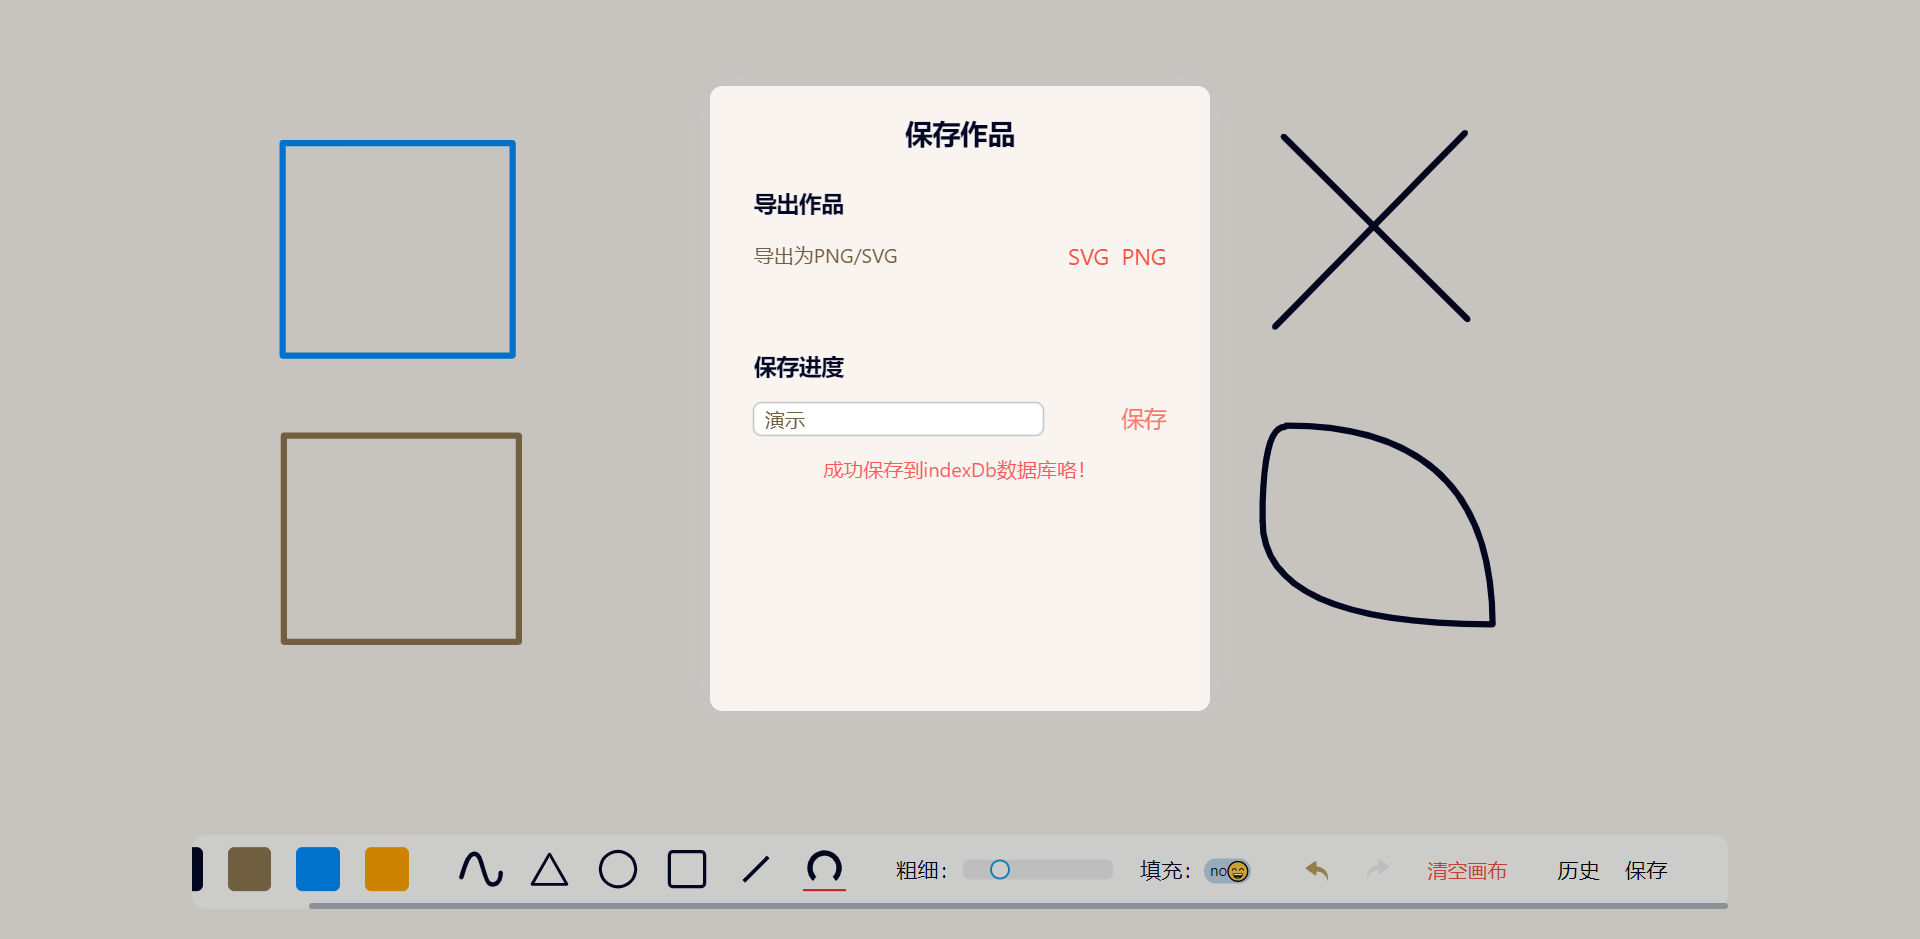 保存作品
导出作品
导出为PNG/SVG SVG PNG
保存进度
演示 保存
成功保存到indexDb数据库咯！
粗细： 填充： no 清空画布 历史 保存